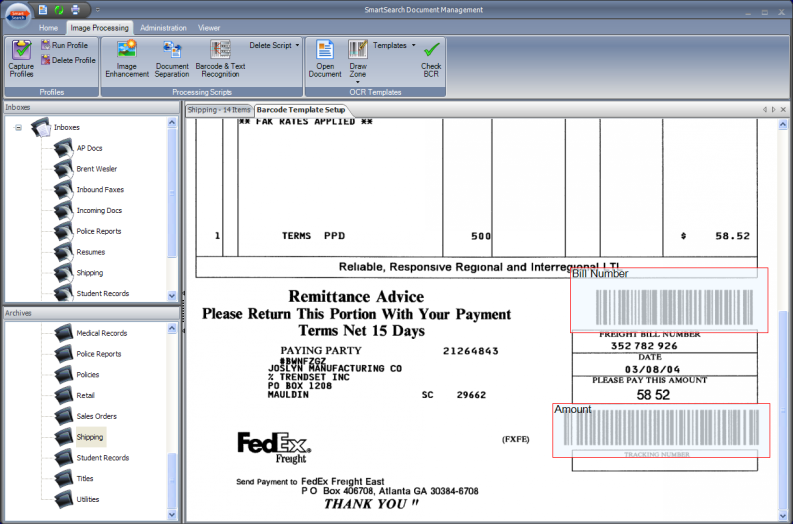 SmartSearch Document Management
Smart Search
Home Image Processing Administration Viewer
Capture Profiles
Run Profile
Delete Profile
Profiles
Image Enhancement
Document Separation
Barcode & Text Recognition
Delete Script
Processing Scripts
Open Document
Draw Zone
Templates
Check BCR
OCR Templates
Inboxes
Inboxes
AP Docs
Brent Wesler
Inbound Faxes
Incoming Docs
Police Reports
Resumes
Shipping
Student Records
Archives
Medical Records
Police Reports
Policies
Retail
Sales Orders
Shipping
Student Records
Titles
Utilities
Shipping - 14 Items Barcode Template Setup
** FAK RATES APPLIED **
1 TERMS PPD 500 $ 58.52
Reliable, Responsive Regional and Interregional LTL
Bill Number
Remittance Advice
Please Return This Portion With Your Payment
Terms Net 15 Days
FREIGHT BILL NUMBER
352 782 926
DATE
03/08/04
PLEASE PAY THIS AMOUNT
58 52
Amount
TRACKING NUMBER
PAYING PARTY 21264843
#BWNFZGZ
JOSLYN MANUFACTURING CO
% TRENDSET INC
PO BOX 1208
MAULDIN SC 29662
FedEx.
Freight
(FXFE)
Send Payment to FedEx Freight East
P O Box 406708, Atlanta GA 30384-6708
THANK YOU "